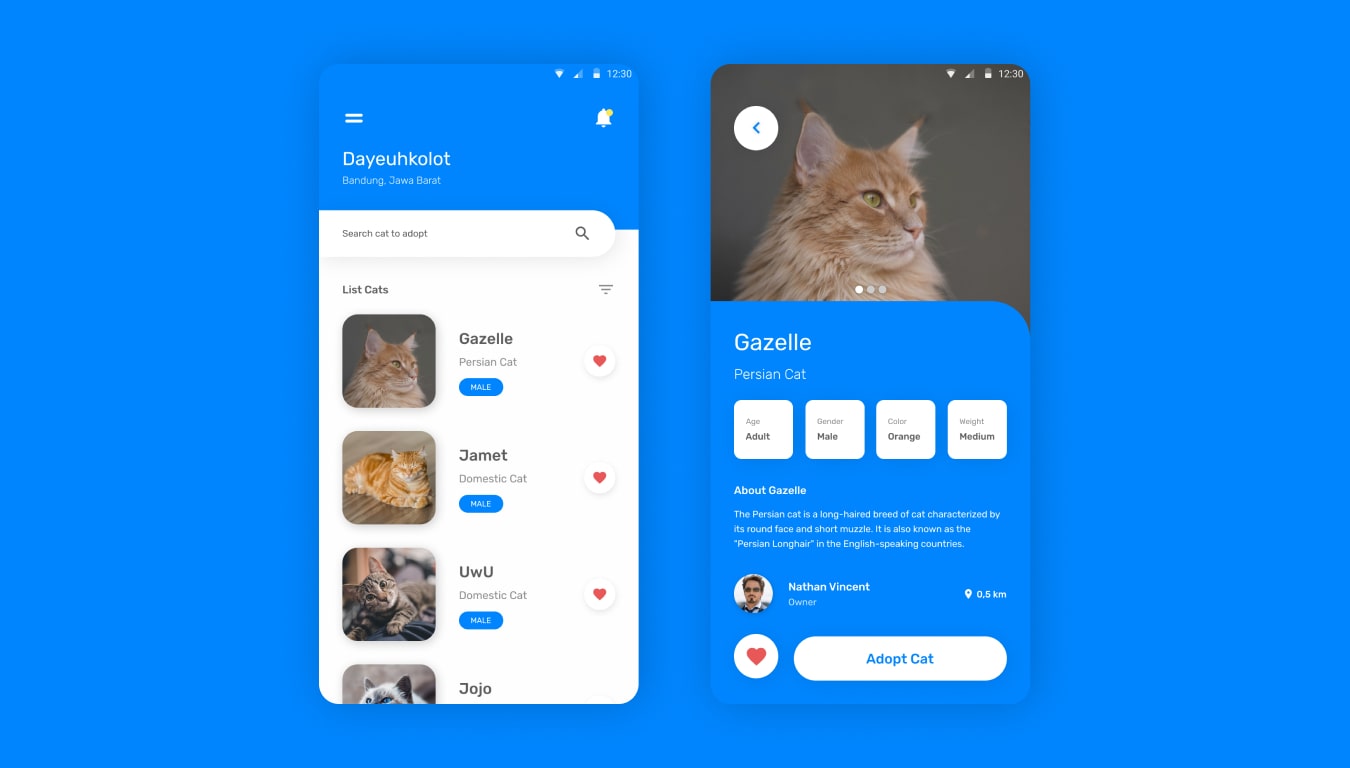 12:30
Dayeuhkolot
Bandung, Jawa Barat
Search cat to adopt
List Cats
Gazelle
Persian Cat
MALE
Jamet
Domestic Cat
MALE
UwU
Domestic Cat
MALE
Jojo
12:30
Gazelle
Persian Cat
Age
Adult
Gender
Male
Color
Orange
Weight
Medium
About Gazelle
The Persian cat is a long-haired breed of cat characterized by
its round face and short muzzle. It is also known as the
"Persian Longhair" in the English-speaking countries.
Nathan Vincent
Owner
0,5 km
Adopt Cat